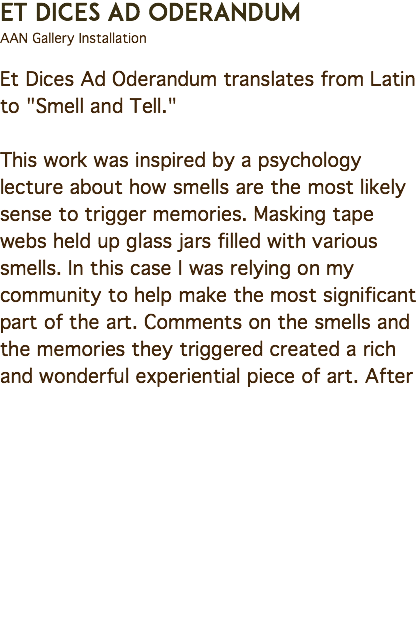 ET DICES AD ODERANDUM
AAN Gallery Installation
Et Dices Ad Oderandum translates from Latin
to "Smell and Tell."
This work was inspired by a psychology
lecture about how smells are the most likely
sense to trigger memories. Masking tape
webs held up glass jars filled with various
smells. In this case I was relying on my
community to help make the most significant
part of the art. Comments on the smells and
the memories they triggered created a rich
and wonderful experiential piece of art. After